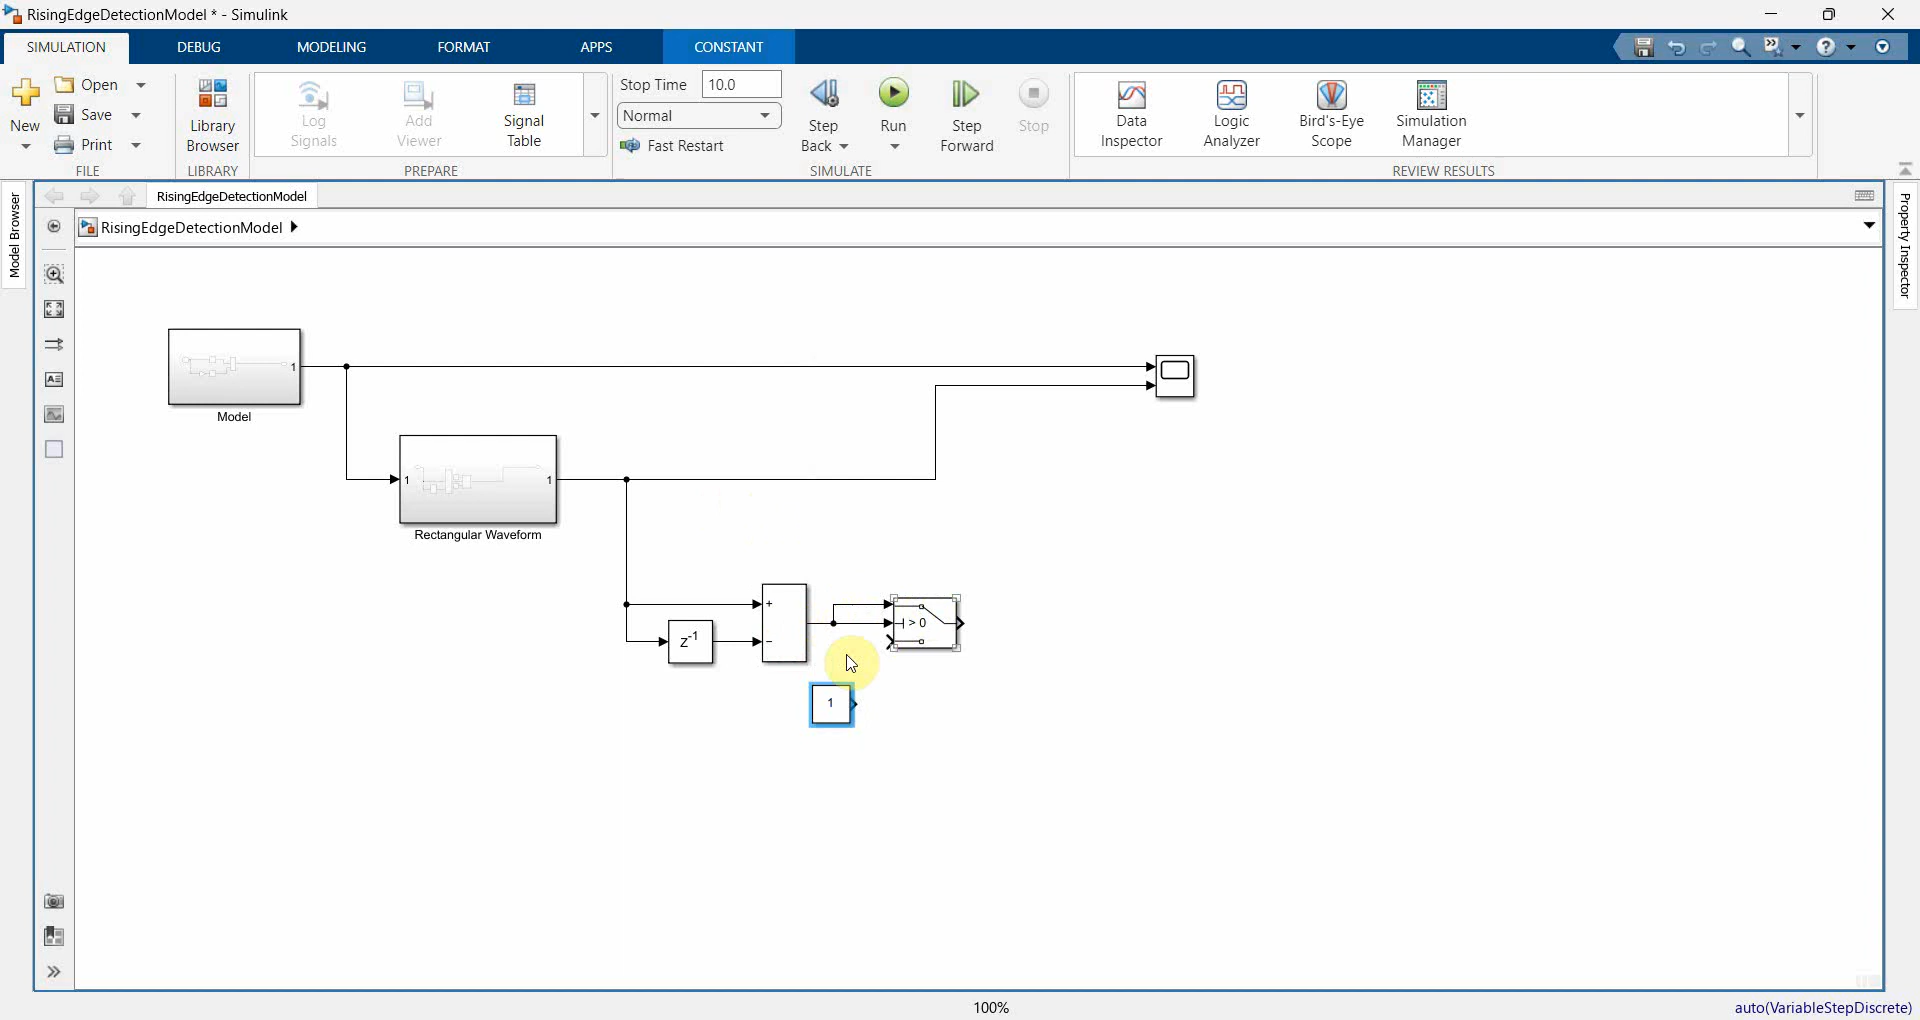 RisingEdgeDetectionModel * - Simulink
SIMULATION DEBUG MODELING FORMAT APPS CONSTANT
New
Open
Save
Print
FILE
Library Browser
LIBRARY
Log Signals
Add Viewer
Signal Table
PREPARE
Stop Time 10.0
Normal
Fast Restart
Step Back
Run
Step Forward
Stop
SIMULATE
Data Inspector
Logic Analyzer
Bird's-Eye Scope
Simulation Manager
REVIEW RESULTS
Model Browser
RisingEdgeDetectionModel
RisingEdgeDetectionModel
Property Inspector
1
Model
1 1
Rectangular Waveform
z-1
+
−
> 0
1
100%
auto(VariableStepDiscrete)